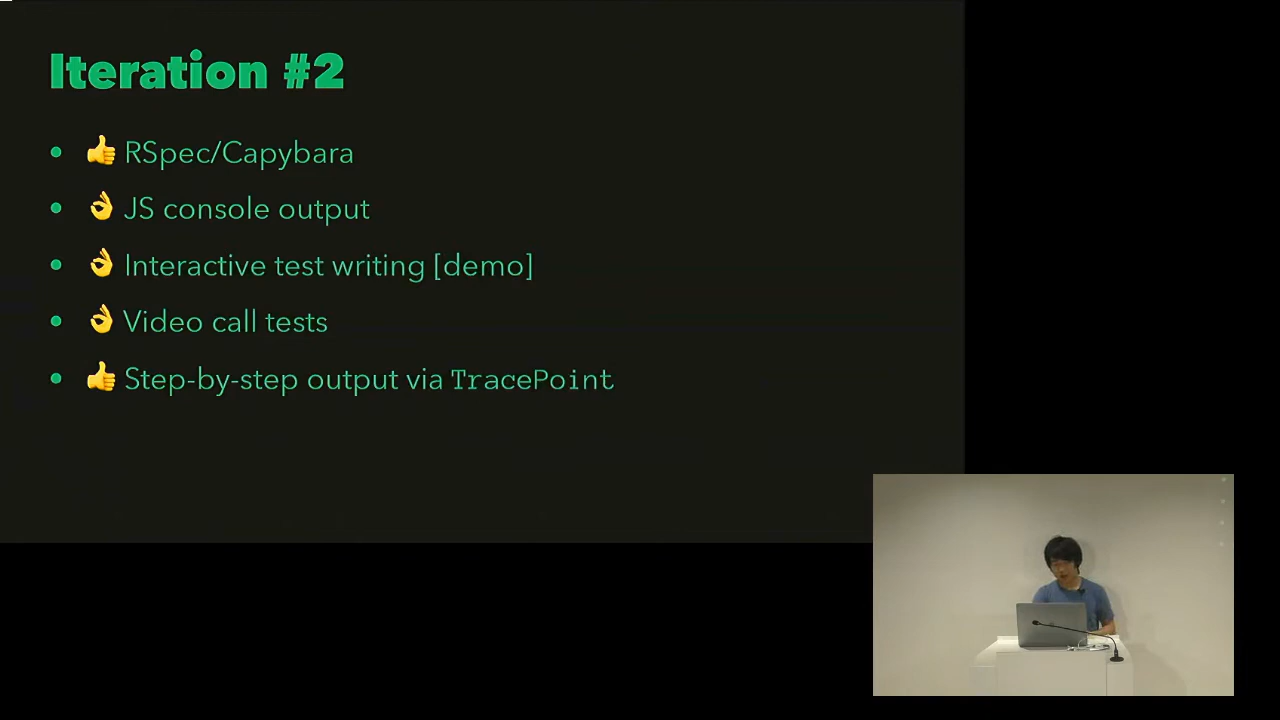 Iteration #2
• 👍 RSpec/Capybara
• 👌 JS console output
• 👌 Interactive test writing [demo]
• 👌 Video call tests
• 👍 Step-by-step output via TracePoint